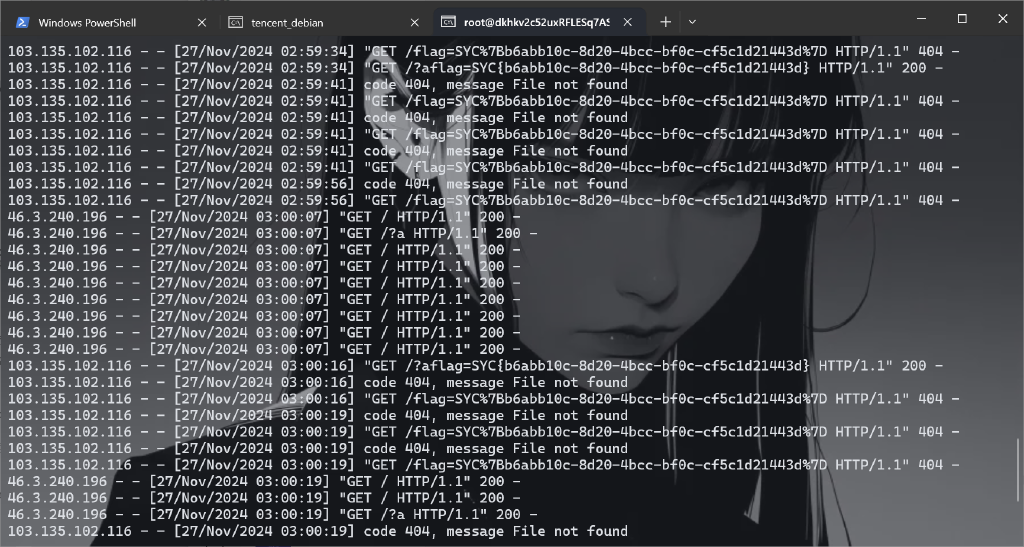 Windows PowerShell
tencent_debian
root@dkhkv2c52uxRFLESq7AS
103.135.102.116 - - [27/Nov/2024 02:59:34] "GET /flag=SYC%7Bb6abb10c-8d20-4bcc-bf0c-cf5c1d21443d%7D HTTP/1.1" 404 -
103.135.102.116 - - [27/Nov/2024 02:59:34] "GET /?aflag=SYC{b6abb10c-8d20-4bcc-bf0c-cf5c1d21443d} HTTP/1.1" 200 -
103.135.102.116 - - [27/Nov/2024 02:59:41] code 404, message File not found
103.135.102.116 - - [27/Nov/2024 02:59:41] "GET /flag=SYC%7Bb6abb10c-8d20-4bcc-bf0c-cf5c1d21443d%7D HTTP/1.1" 404 -
103.135.102.116 - - [27/Nov/2024 02:59:41] code 404, message File not found
103.135.102.116 - - [27/Nov/2024 02:59:41] "GET /flag=SYC%7Bb6abb10c-8d20-4bcc-bf0c-cf5c1d21443d%7D HTTP/1.1" 404 -
103.135.102.116 - - [27/Nov/2024 02:59:41] code 404, message File not found
103.135.102.116 - - [27/Nov/2024 02:59:41] "GET /flag=SYC%7Bb6abb10c-8d20-4bcc-bf0c-cf5c1d21443d%7D HTTP/1.1" 404 -
103.135.102.116 - - [27/Nov/2024 02:59:56] code 404, message File not found
103.135.102.116 - - [27/Nov/2024 02:59:56] "GET /flag=SYC%7Bb6abb10c-8d20-4bcc-bf0c-cf5c1d21443d%7D HTTP/1.1" 404 -
46.3.240.196 - - [27/Nov/2024 03:00:07] "GET / HTTP/1.1" 200 -
46.3.240.196 - - [27/Nov/2024 03:00:07] "GET /?a HTTP/1.1" 200 -
46.3.240.196 - - [27/Nov/2024 03:00:07] "GET / HTTP/1.1" 200 -
46.3.240.196 - - [27/Nov/2024 03:00:07] "GET / HTTP/1.1" 200 -
46.3.240.196 - - [27/Nov/2024 03:00:07] "GET / HTTP/1.1" 200 -
46.3.240.196 - - [27/Nov/2024 03:00:07] "GET / HTTP/1.1" 200 -
46.3.240.196 - - [27/Nov/2024 03:00:07] "GET / HTTP/1.1" 200 -
46.3.240.196 - - [27/Nov/2024 03:00:07] "GET / HTTP/1.1" 200 -
46.3.240.196 - - [27/Nov/2024 03:00:07] "GET / HTTP/1.1" 200 -
103.135.102.116 - - [27/Nov/2024 03:00:16] "GET /?aflag=SYC{b6abb10c-8d20-4bcc-bf0c-cf5c1d21443d} HTTP/1.1" 200 -
103.135.102.116 - - [27/Nov/2024 03:00:16] code 404, message File not found
103.135.102.116 - - [27/Nov/2024 03:00:16] "GET /flag=SYC%7Bb6abb10c-8d20-4bcc-bf0c-cf5c1d21443d%7D HTTP/1.1" 404 -
103.135.102.116 - - [27/Nov/2024 03:00:19] code 404, message File not found
103.135.102.116 - - [27/Nov/2024 03:00:19] "GET /flag=SYC%7Bb6abb10c-8d20-4bcc-bf0c-cf5c1d21443d%7D HTTP/1.1" 404 -
103.135.102.116 - - [27/Nov/2024 03:00:19] code 404, message File not found
103.135.102.116 - - [27/Nov/2024 03:00:19] "GET /flag=SYC%7Bb6abb10c-8d20-4bcc-bf0c-cf5c1d21443d%7D HTTP/1.1" 404 -
46.3.240.196 - - [27/Nov/2024 03:00:19] "GET / HTTP/1.1" 200 -
46.3.240.196 - - [27/Nov/2024 03:00:19] "GET / HTTP/1.1" 200 -
46.3.240.196 - - [27/Nov/2024 03:00:19] "GET /?a HTTP/1.1" 200 -
103.135.102.116 - - [27/Nov/2024 03:00:19] code 404, message File not found